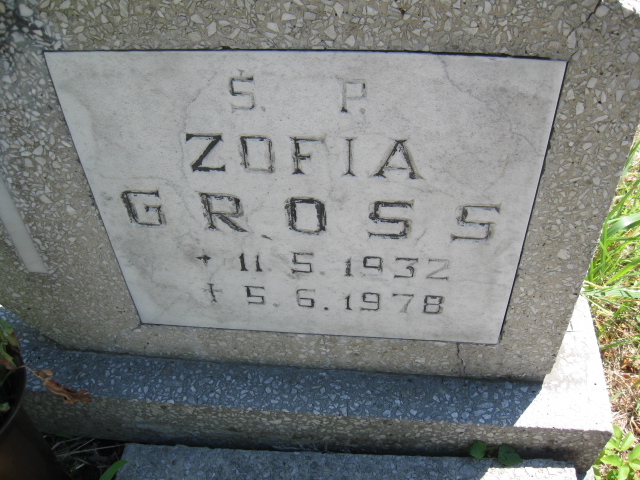 Ś. P.
ZOFIA
GROSS
* 11.5.1932
† 5.6.1978